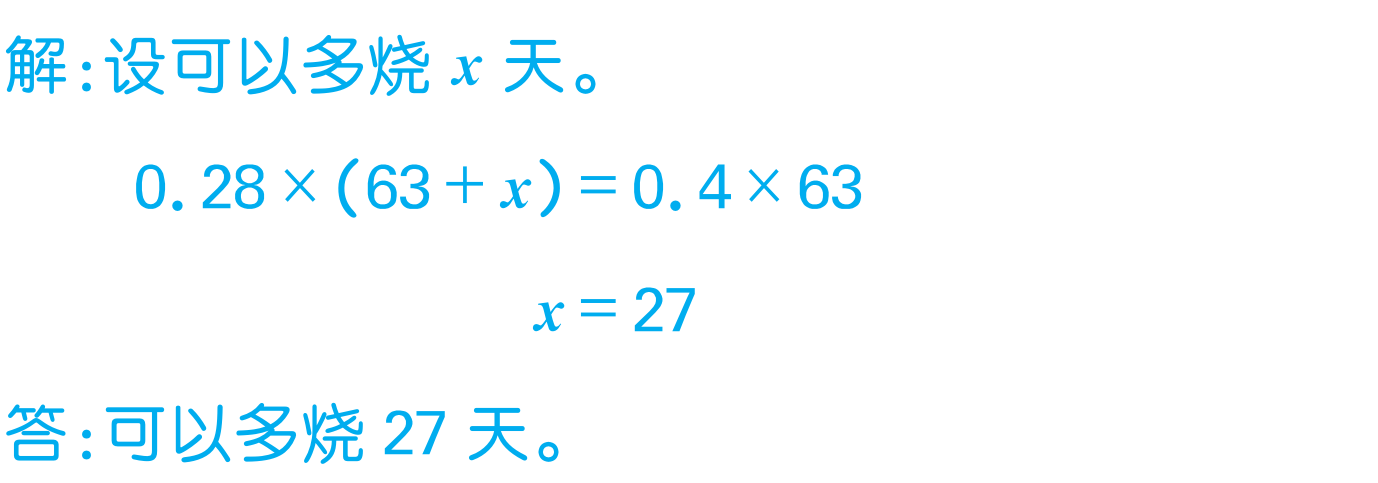 解:设可以多烧 x 天。
0.28×(63+x)=0.4×63
x=27
答:可以多烧 27 天。